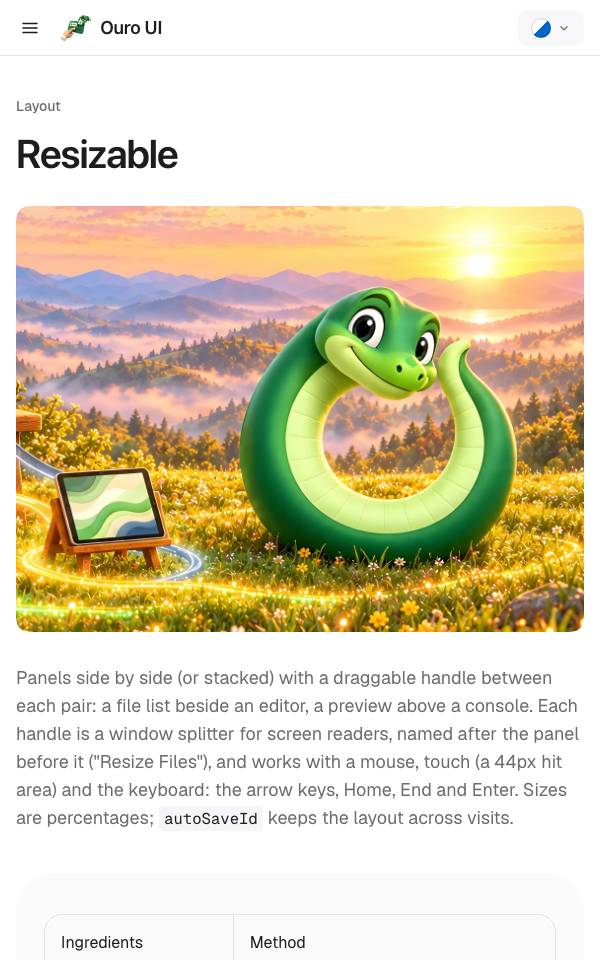 Ouro UI
Layout
Resizable
Panels side by side (or stacked) with a draggable handle between
each pair: a file list beside an editor, a preview above a console. Each
handle is a window splitter for screen readers, named after the panel
before it ("Resize Files"), and works with a mouse, touch (a 44px hit
area) and the keyboard: the arrow keys, Home, End and Enter. Sizes
are percentages; autoSaveId keeps the layout across visits.
Ingredients
Method